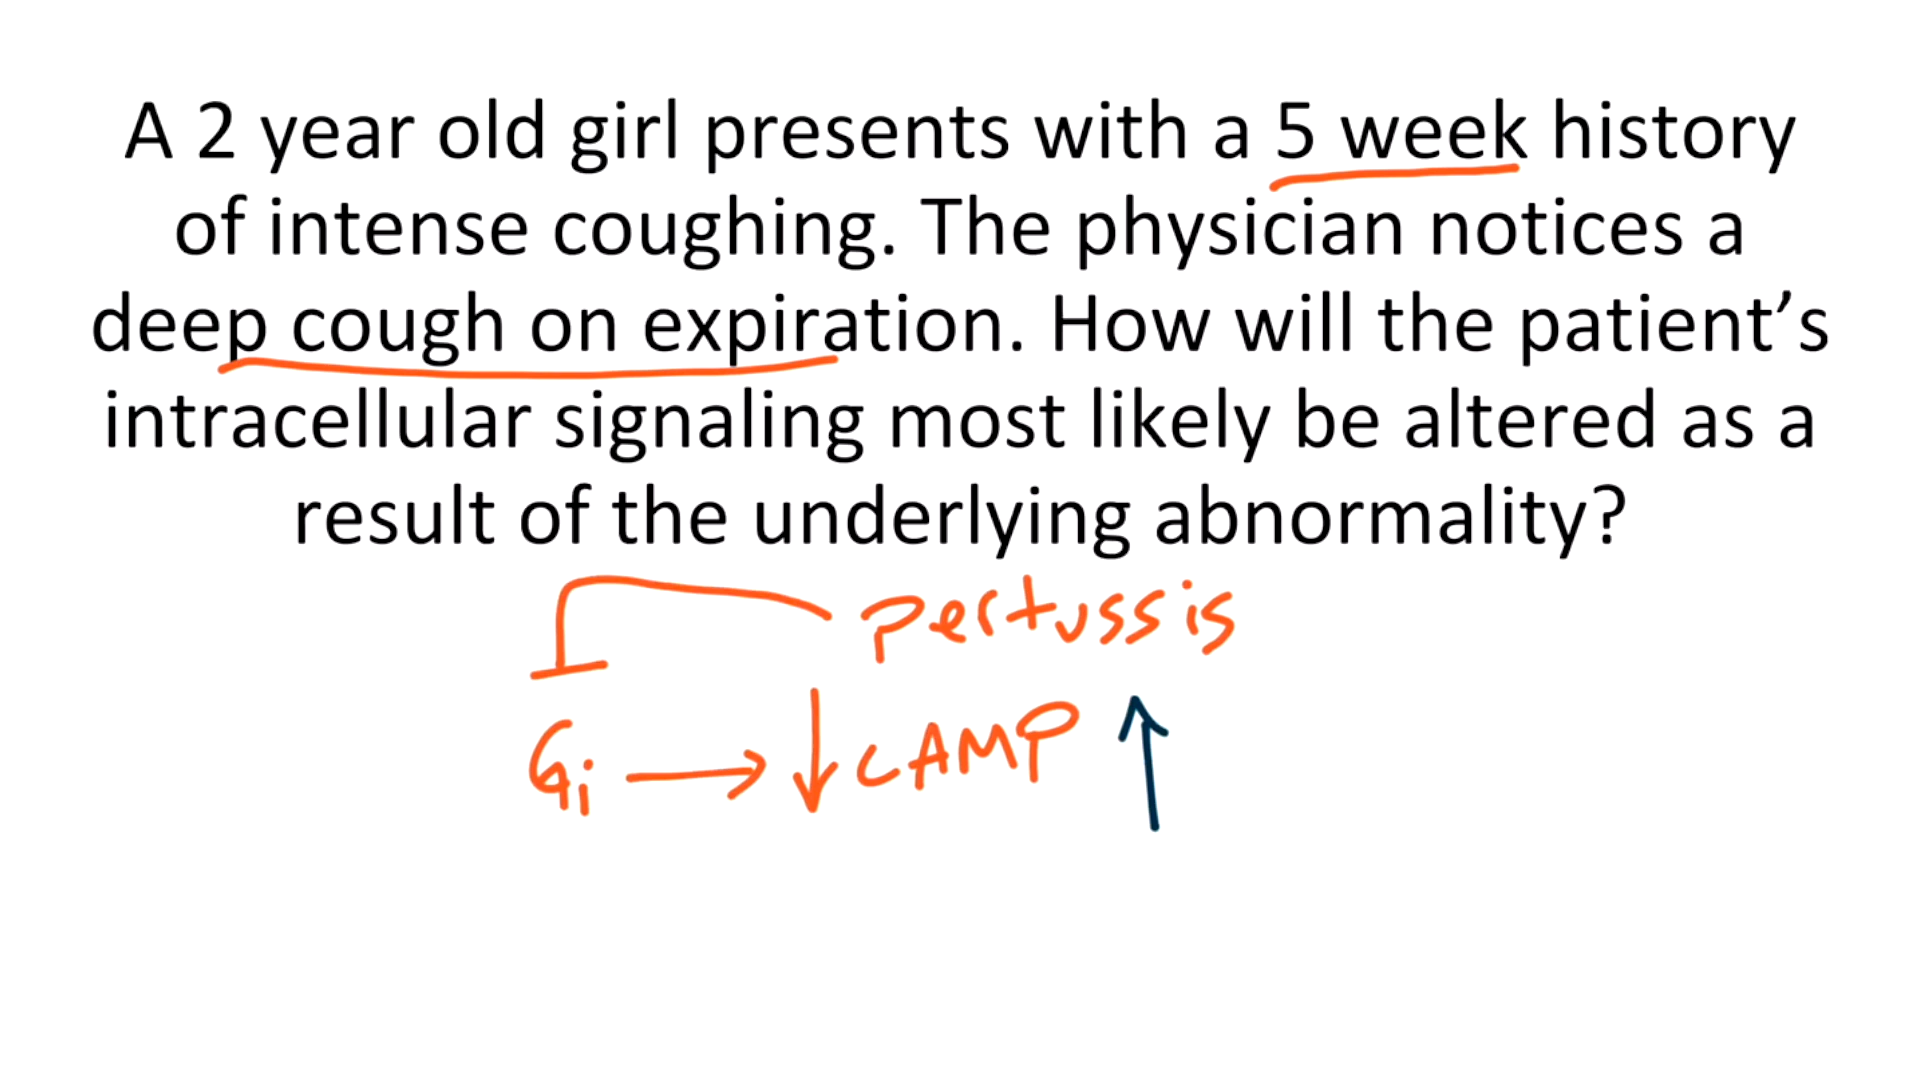 A 2 year old girl presents with a 5 week history
of intense coughing. The physician notices a
deep cough on expiration. How will the patient’s
intracellular signaling most likely be altered as a
result of the underlying abnormality?
Pertussis
Gi → ↓ cAMP ↑